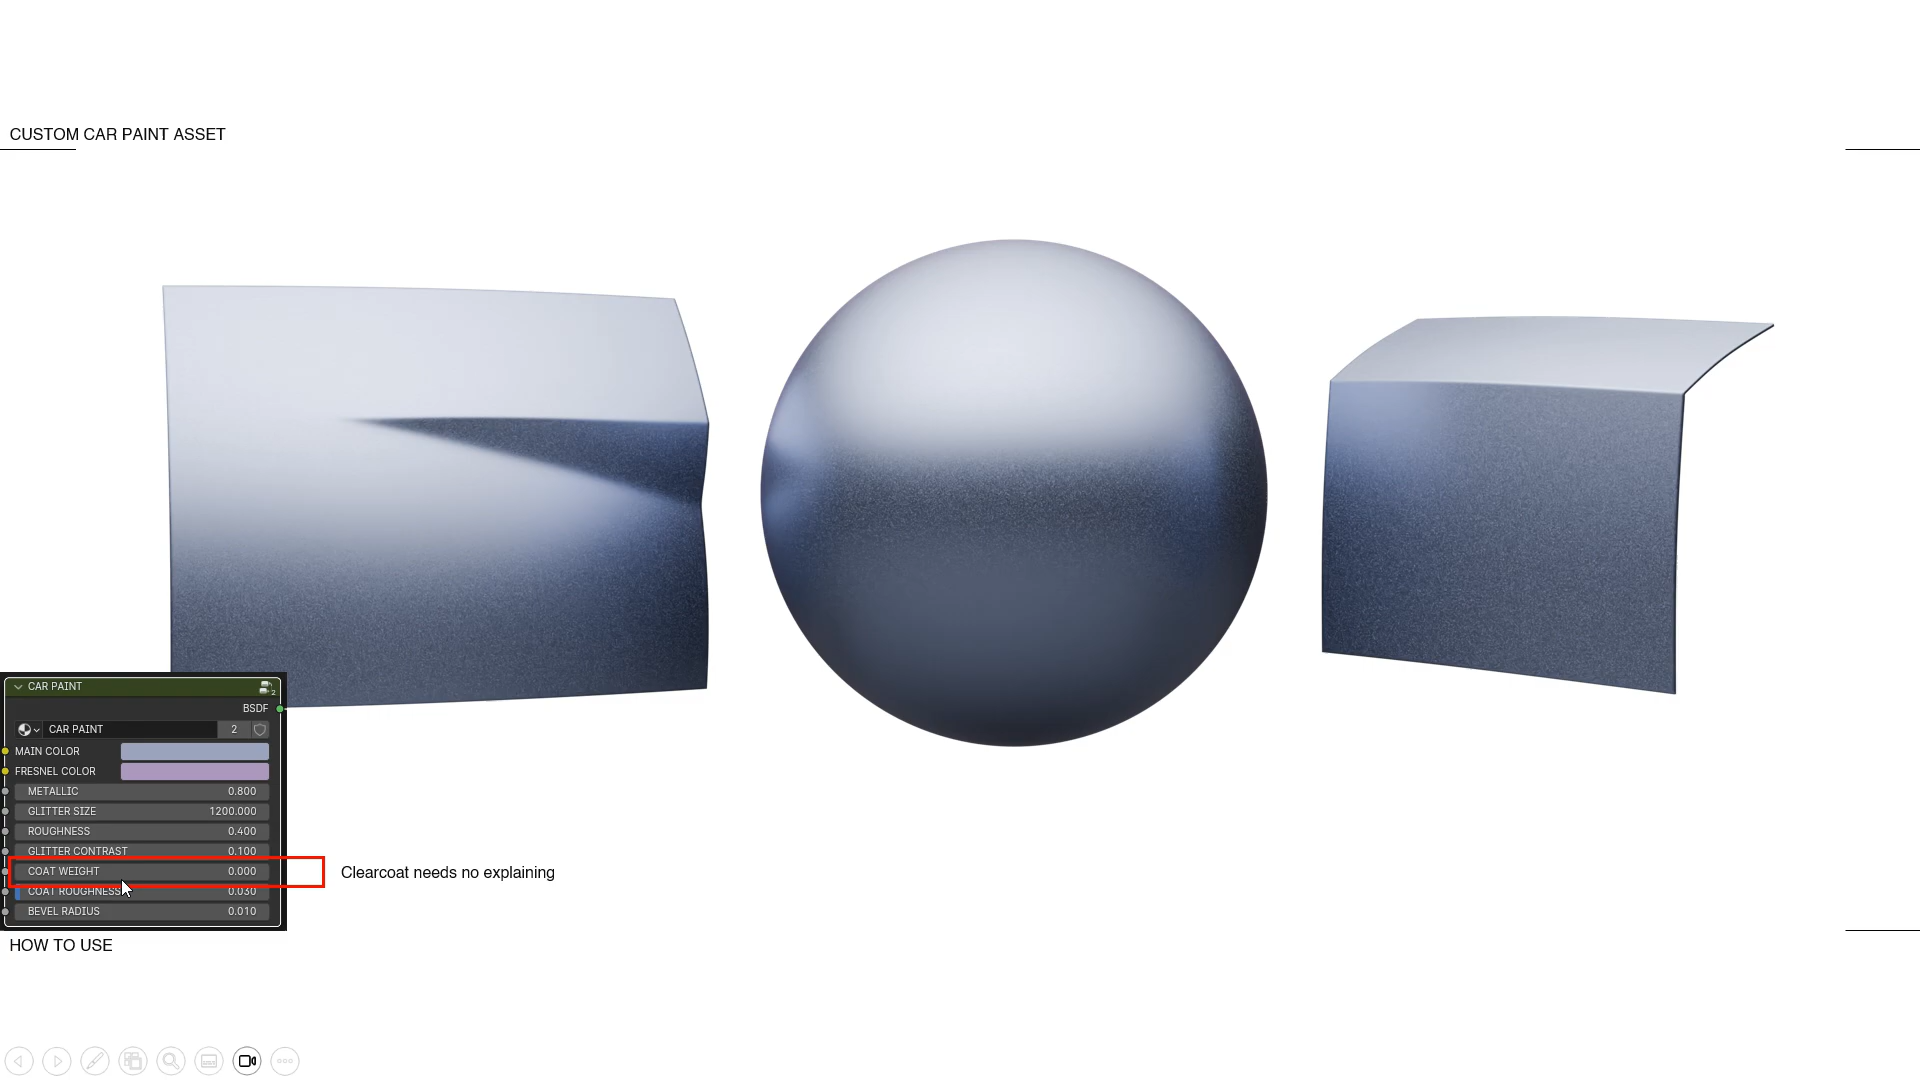 CUSTOM CAR PAINT ASSET
CAR PAINT
2
BSDF
CAR PAINT 2
MAIN COLOR
FRESNEL COLOR
METALLIC 0.800
GLITTER SIZE 1200.000
ROUGHNESS 0.400
GLITTER CONTRAST 0.100
COAT WEIGHT 0.000
Clearcoat needs no explaining
COAT ROUGHNESS 0.030
BEVEL RADIUS 0.010
HOW TO USE